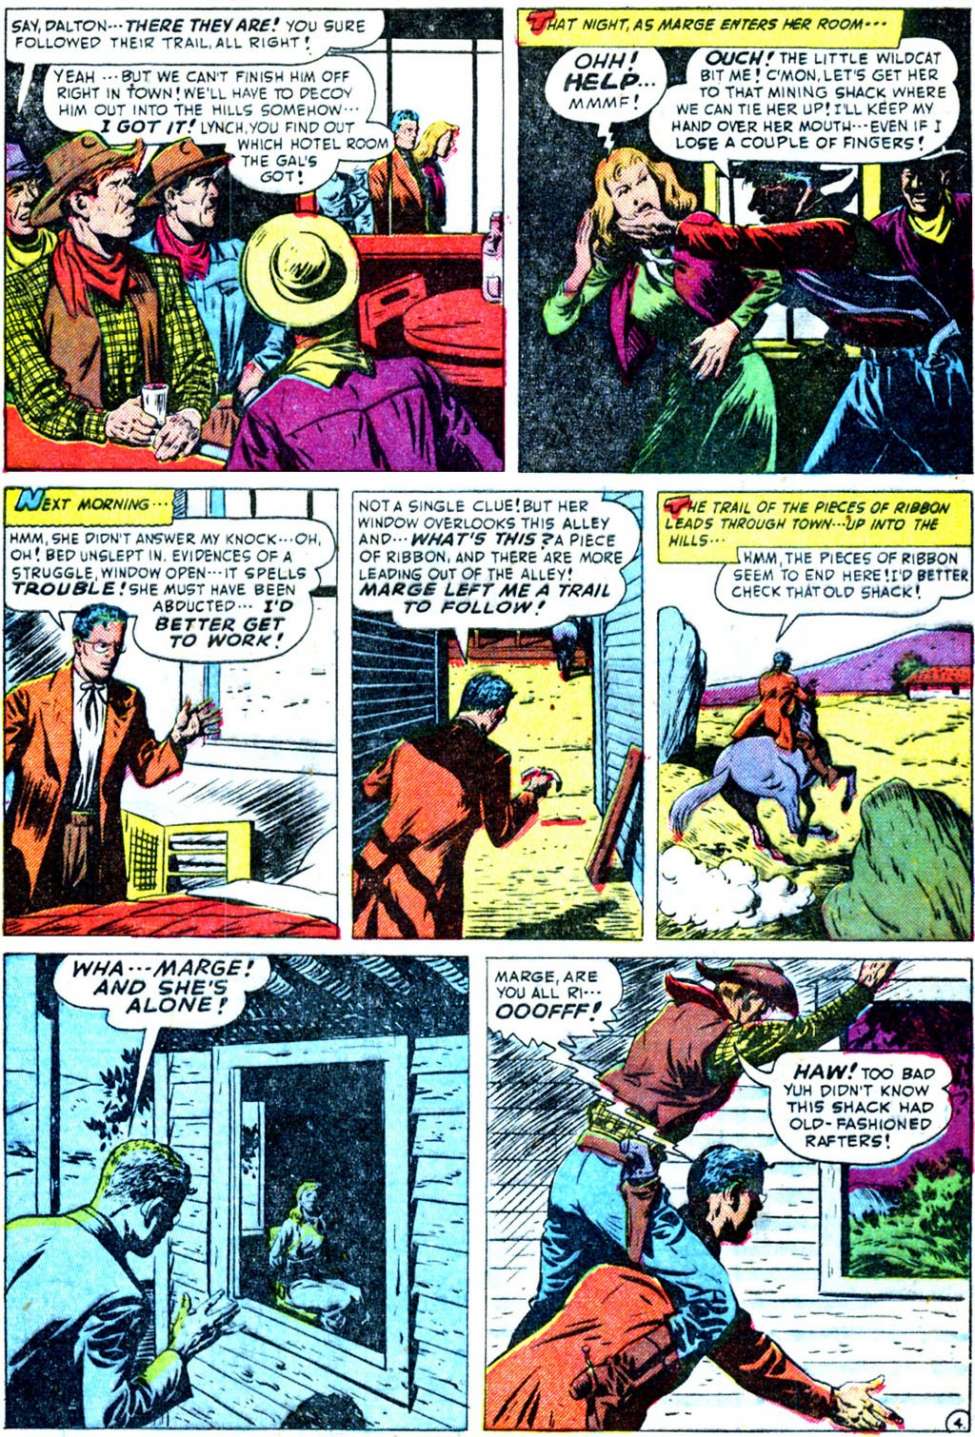 SAY, DALTON---THERE THEY ARE! YOU SURE
FOLLOWED THEIR TRAIL, ALL RIGHT!
YEAH---BUT WE CAN'T FINISH HIM OFF
RIGHT IN TOWN! WE'LL HAVE TO DECOY
HIM OUT INTO THE HILLS SOMEHOW---
I GOT IT! LYNCH, YOU FIND OUT
WHICH HOTEL ROOM
THE GAL'S
GOT!
THAT NIGHT, AS MARGE ENTERS HER ROOM---
OHH!
HELP...
MMMF!
OUCH! THE LITTLE WILDCAT
BIT ME! C'MON, LET'S GET HER
TO THAT MINING SHACK WHERE
WE CAN TIE HER UP! I'LL KEEP MY
HAND OVER HER MOUTH---EVEN IF I
LOSE A COUPLE OF FINGERS!
NEXT MORNING---
HMM, SHE DIDN'T ANSWER MY KNOCK---OH,
OH! BED UNSLEPT IN. EVIDENCES OF A
STRUGGLE, WINDOW OPEN---IT SPELLS
TROUBLE! SHE MUST HAVE BEEN
ABDUCTED--- I'D
BETTER GET
TO WORK!
NOT A SINGLE CLUE! BUT HER
WINDOW OVERLOOKS THIS ALLEY
AND---WHAT'S THIS? A PIECE
OF RIBBON, AND THERE ARE MORE
LEADING OUT OF THE ALLEY!
MARGE LEFT ME A TRAIL
TO FOLLOW!
THE TRAIL OF THE PIECES OF RIBBON
LEADS THROUGH TOWN---UP INTO THE
HILLS---
HMM, THE PIECES OF RIBBON
SEEM TO END HERE! I'D BETTER
CHECK THAT OLD SHACK!
WHA---MARGE!
AND SHE'S
ALONE!
MARGE, ARE
YOU ALL RI---
OOOFFF!
HAW! TOO BAD
YUH DIDN'T KNOW
THIS SHACK HAD
OLD-FASHIONED
RAFTERS!
4